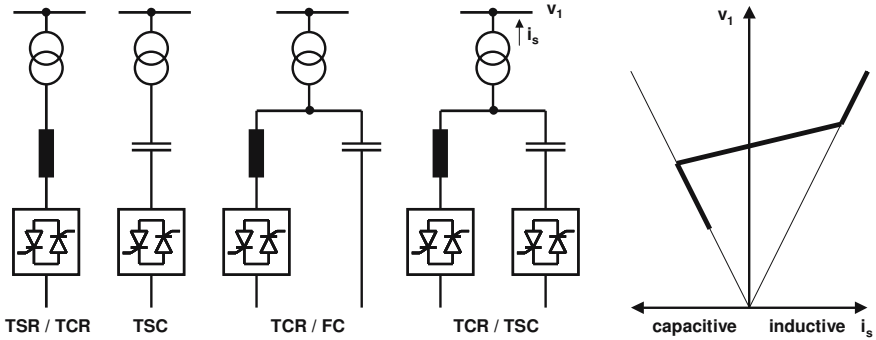 v1
is
v1
TSR / TCR
TSC
TCR / FC
TCR / TSC
capacitive
inductive
is